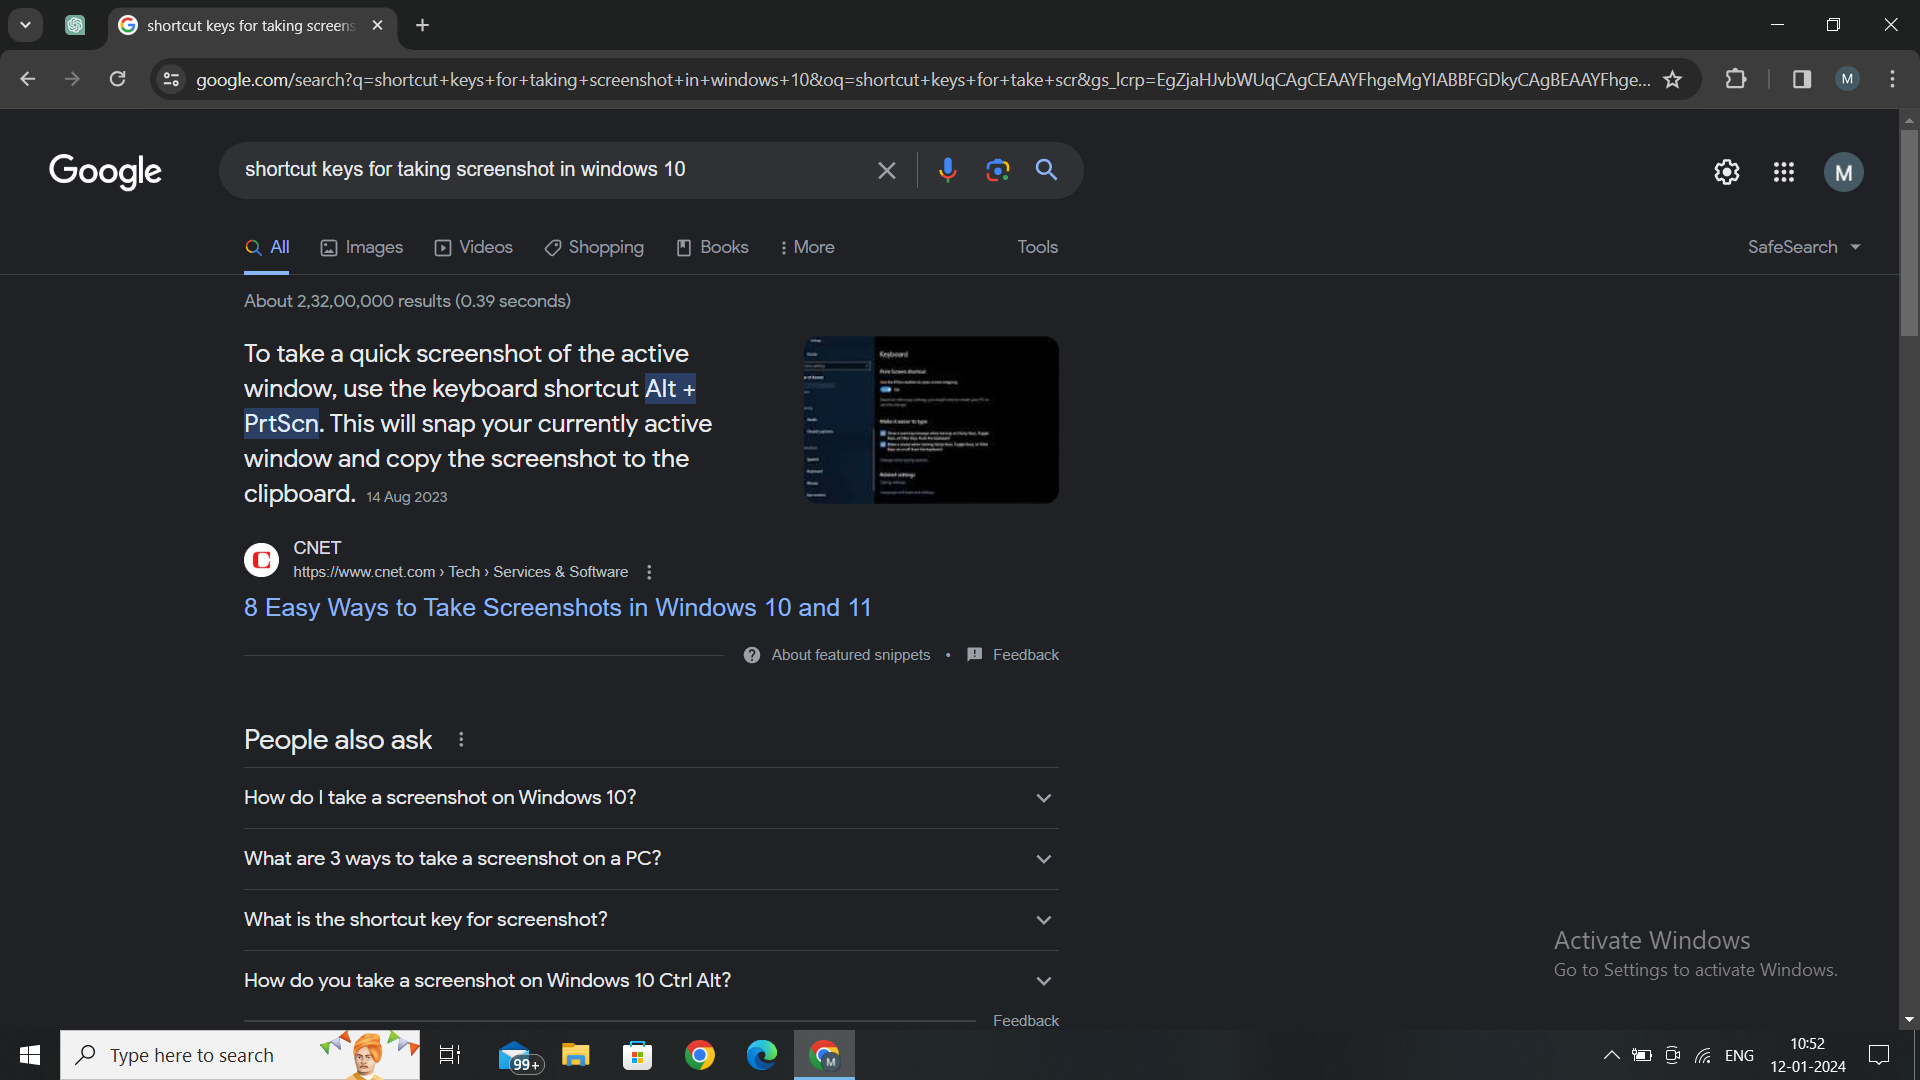 shortcut keys for taking screens
google.com/search?q=shortcut+keys+for+taking+screenshot+in+windows+10&oq=shortcut+keys+for+take+scr&gs_lcrp=EgZjaHJvbWUqCAgCEAAYFhgeMgYIABBFGDkyCAgBEAAYFhge...
M
Google
shortcut keys for taking screenshot in windows 10
M
All
Images
Videos
Shopping
Books
More
Tools
SafeSearch
About 2,32,00,000 results (0.39 seconds)
To take a quick screenshot of the active
window, use the keyboard shortcut Alt +
PrtScn. This will snap your currently active
window and copy the screenshot to the
clipboard. 14 Aug 2023
Keyboard
CNET
https://www.cnet.com › Tech › Services & Software
8 Easy Ways to Take Screenshots in Windows 10 and 11
About featured snippets • Feedback
People also ask
How do I take a screenshot on Windows 10?
What are 3 ways to take a screenshot on a PC?
What is the shortcut key for screenshot?
How do you take a screenshot on Windows 10 Ctrl Alt?
Feedback
Activate Windows
Go to Settings to activate Windows.
Type here to search
99+
M
ENG
10:52
12-01-2024